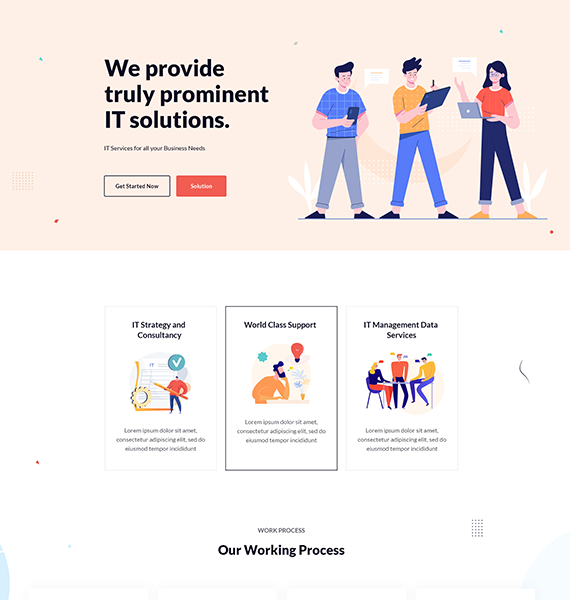 We provide
truly prominent
IT solutions.
IT Services for all your Business Needs
Get Started Now
Solution
IT Strategy and
Consultancy
IT
Lorem ipsum dolor sit amet,
consectetur adipiscing elit, sed do
eiusmod tempor incididunt
World Class Support
Lorem ipsum dolor sit amet,
consectetur adipiscing elit, sed do
eiusmod tempor incididunt
IT Management Data
Services
Lorem ipsum dolor sit amet,
consectetur adipiscing elit, sed do
eiusmod tempor incididunt
WORK PROCESS
Our Working Process